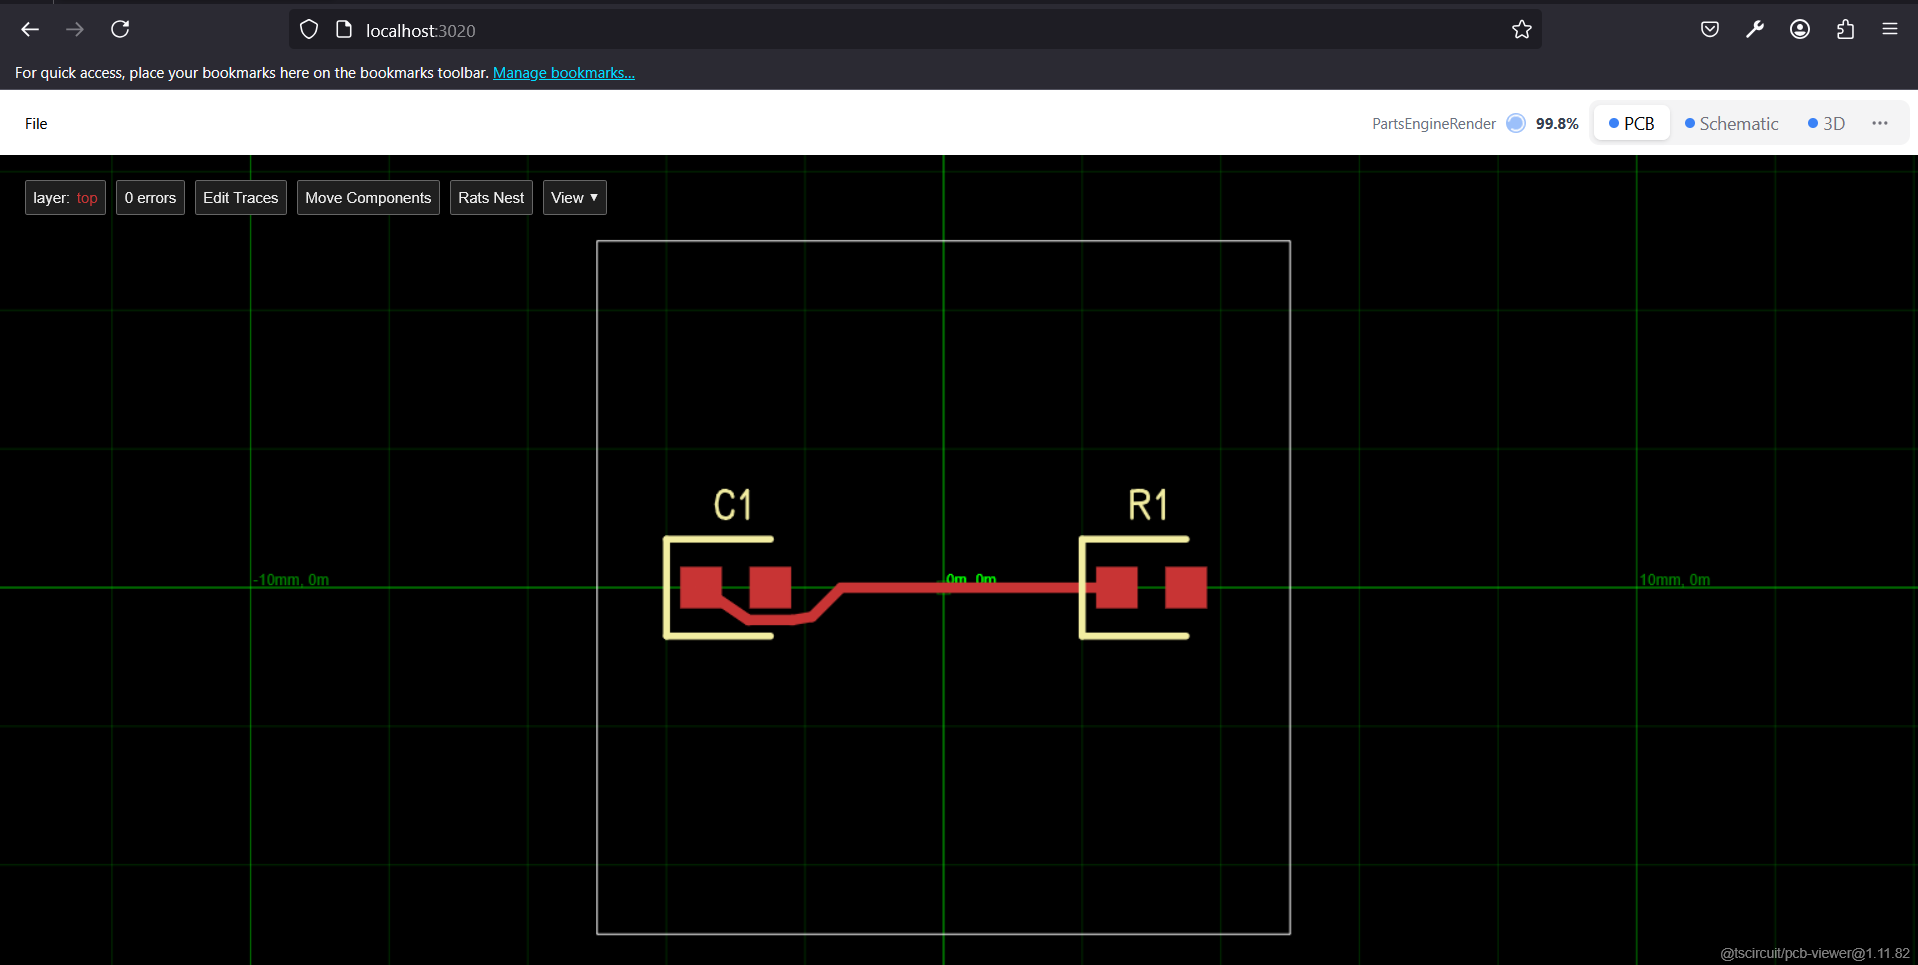 localhost:3020
For quick access, place your bookmarks here on the bookmarks toolbar. Manage bookmarks...
File
PartsEngineRender 99.8% PCB Schematic 3D ...
layer: top 0 errors Edit Traces Move Components Rats Nest View ▼
C1 R1
-10mm, 0m 0m, 0m 10mm, 0m
@tscircuit/pcb-viewer@1.11.82